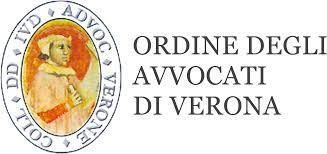 COLL · DD · IVD · ADVOC · VERONE
ORDINE DEGLI
AVVOCATI
DI VERONA